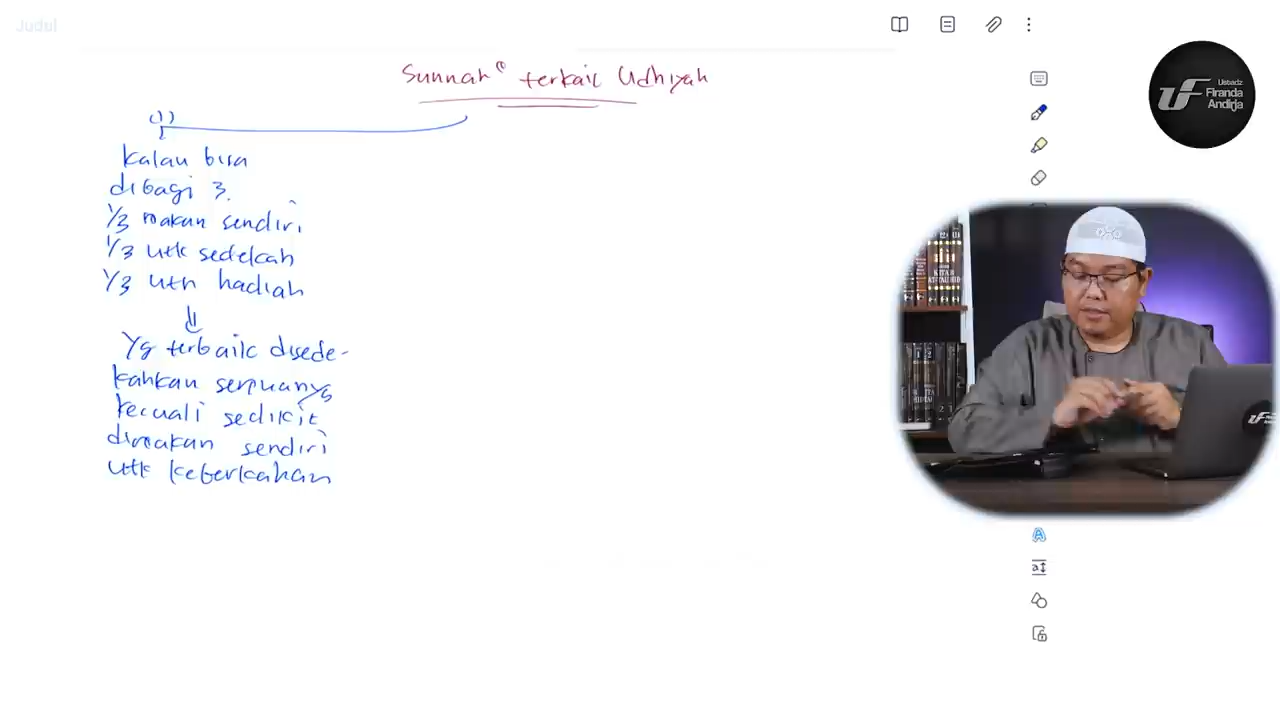 Judul
Sunnah² terkait Udhiyah
(1)
Kalau bisa
dibagi 3.
1/3 makan sendiri
1/3 utk sedekah
1/3 utk hadiah
Yg terbaik disede-
kahkan semuanya
kecuali sedikit
dimakan sendiri
utk keberkahan
Ustadz
Firanda
Andirja